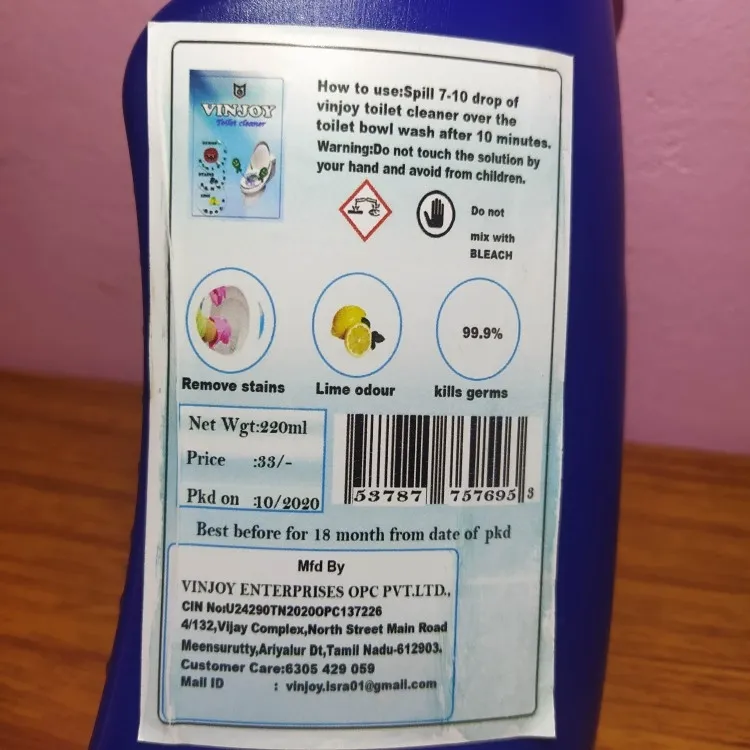 VINJOY
Toilet cleaner
How to use:Spill 7-10 drop of
vinjoy toilet cleaner over the
toilet bowl wash after 10 minutes.
Warning:Do not touch the solution by
your hand and avoid from children.
Do not
mix with
BLEACH
99.9%
Remove stains
Lime odour
kills germs
Net Wgt:220ml
Price :33/-
Pkd on :10/2020
53787 757695 8
Best before for 18 month from date of pkd
Mfd By
VINJOY ENTERPRISES OPC PVT.LTD.,
CIN No:U24290TN2020OPC137226
4/132,Vijay Complex,North Street Main Road
Meensurutty,Ariyalur Dt,Tamil Nadu-612903.
Customer Care:6305 429 059
Mail ID : vinjoy.isra01@gmail.com